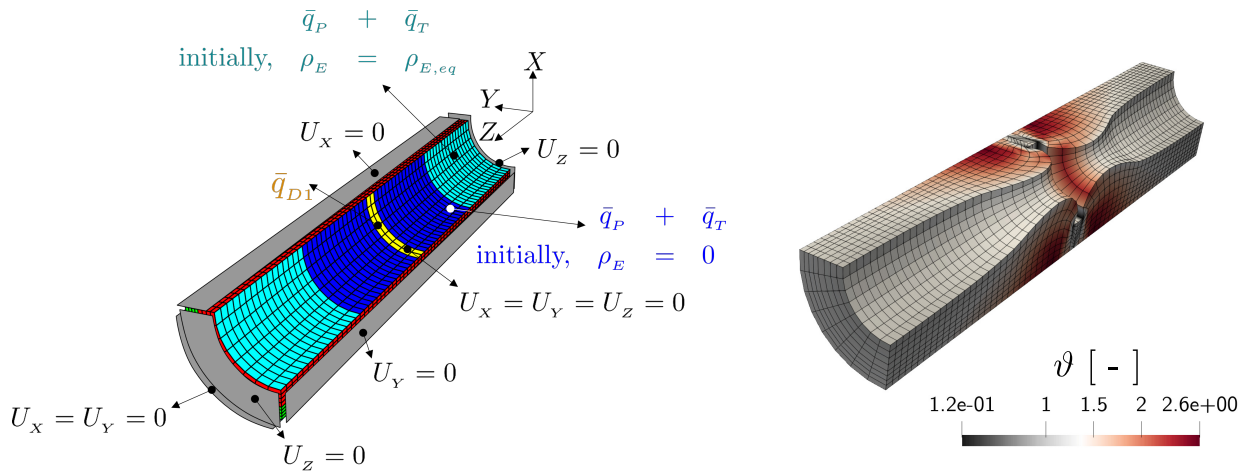 q̄_P + q̄_T
initially, ρ_E = ρ_{E,eq}
X
Y
Z
U_X = 0
U_Z = 0
q̄_{D1}
q̄_P + q̄_T
initially, ρ_E = 0
U_X = U_Y = U_Z = 0
U_Y = 0
U_X = U_Y = 0
U_Z = 0
ϑ [ - ]
1.2e-01 1 1.5 2 2.6e+00